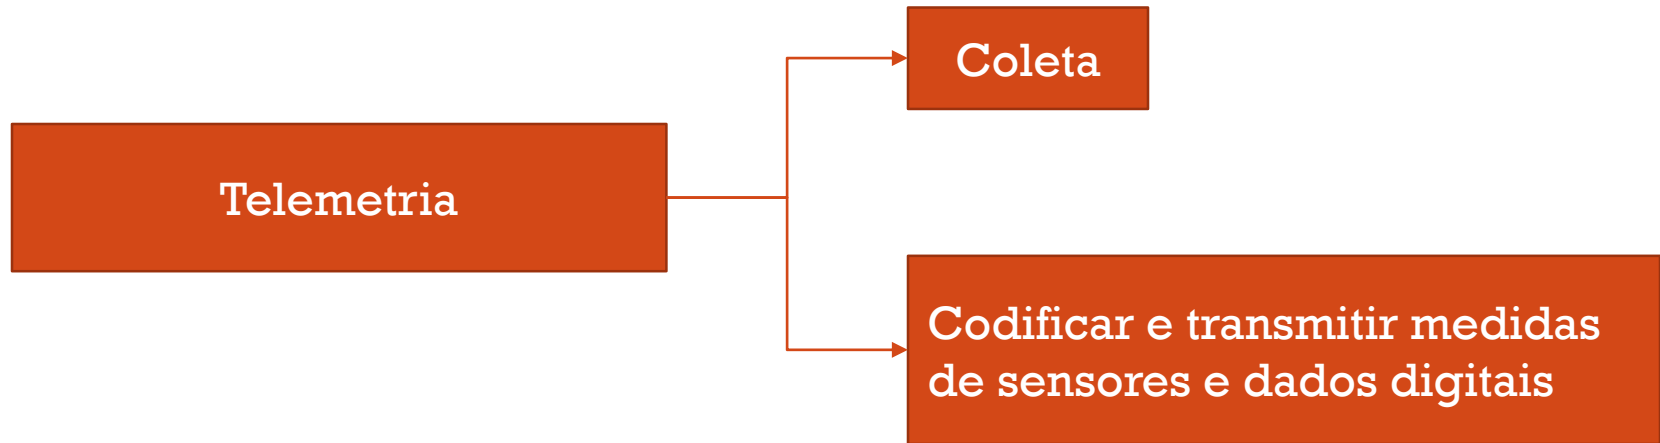 Coleta
Telemetria
Codificar e transmitir medidas
de sensores e dados digitais